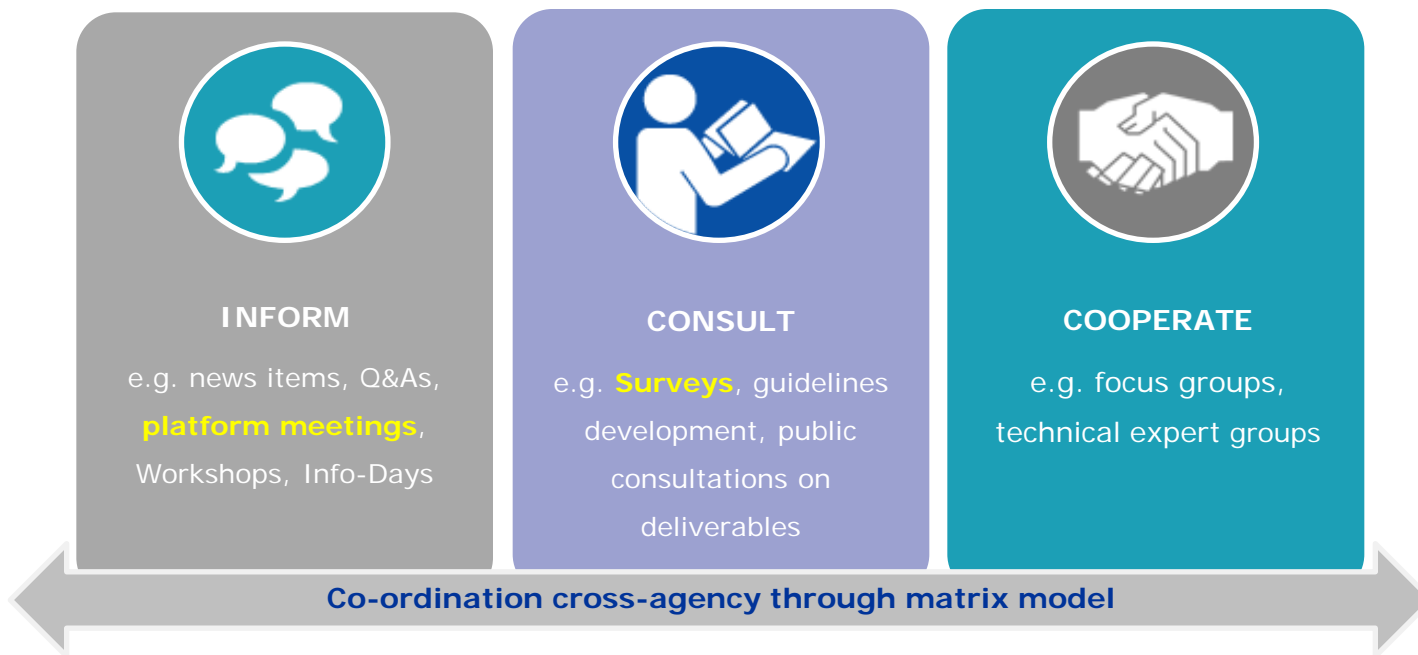 INFORM
e.g. news items, Q&As,
platform meetings,
Workshops, Info-Days
CONSULT
e.g. Surveys, guidelines
development, public
consultations on
deliverables
COOPERATE
e.g. focus groups,
technical expert groups
Co-ordination cross-agency through matrix model